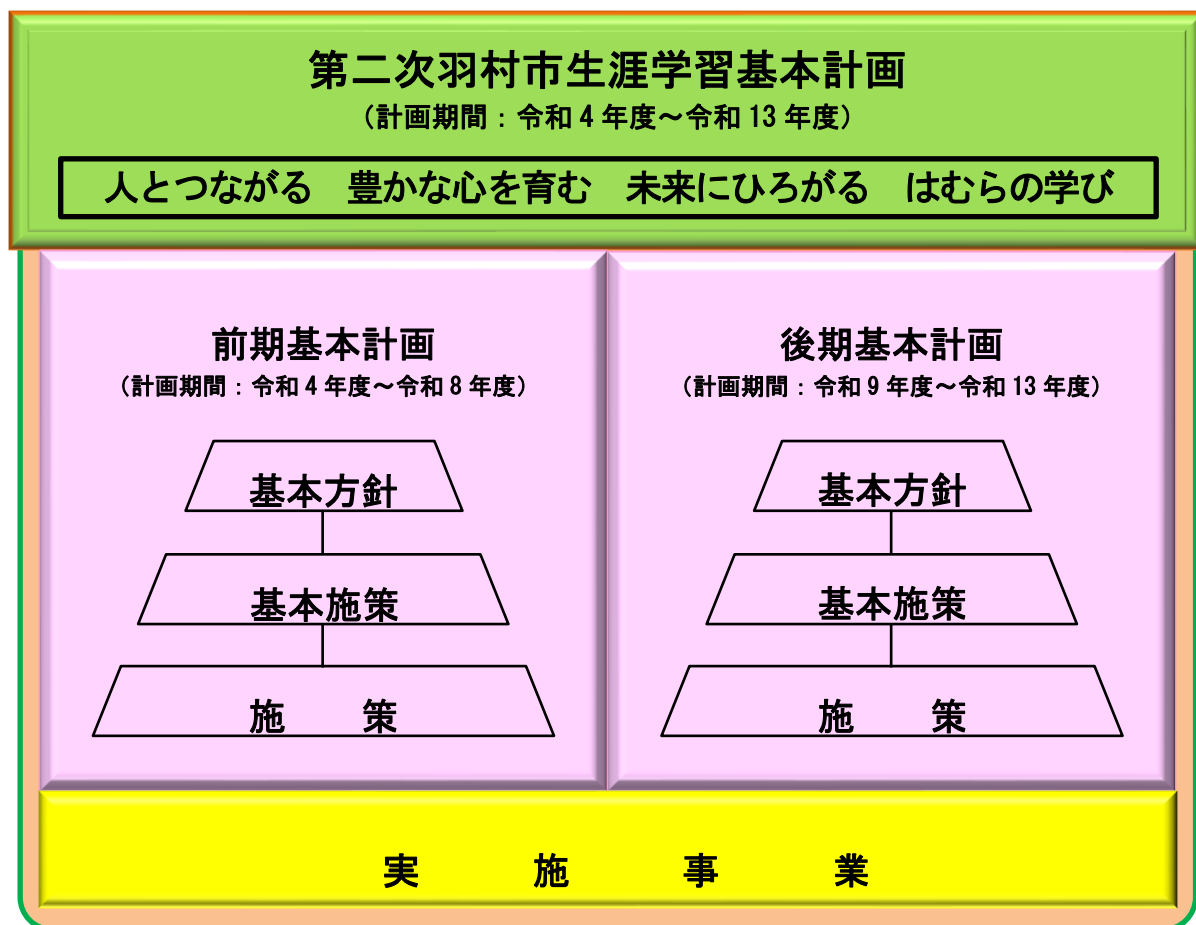 第二次羽村市生涯学習基本計画
（計画期間：令和4年度～令和13年度）
人とつながる　豊かな心を育む　未来にひろがる　はむらの学び
前期基本計画
（計画期間：令和4年度～令和8年度）
基本方針
基本施策
施　策
後期基本計画
（計画期間：令和9年度～令和13年度）
基本方針
基本施策
施　策
実　施　事　業